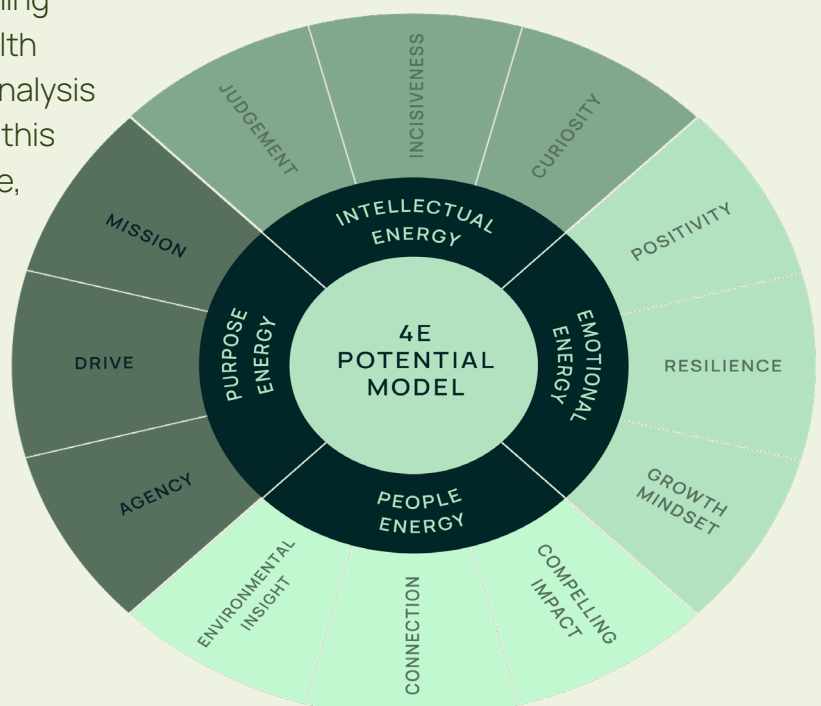 lth
nalysis
this
e,
JUDGEMENT
INCISIVENESS
CURIOSITY
MISSION
DRIVE
AGENCY
INTELLECTUAL
ENERGY
PURPOSE
ENERGY
4E
POTENTIAL
MODEL
EMOTIONAL
ENERGY
PEOPLE
ENERGY
POSITIVITY
RESILIENCE
GROWTH
MINDSET
ENVIRONMENTAL
INSIGHT
CONNECTION
COMPELLING
IMPACT